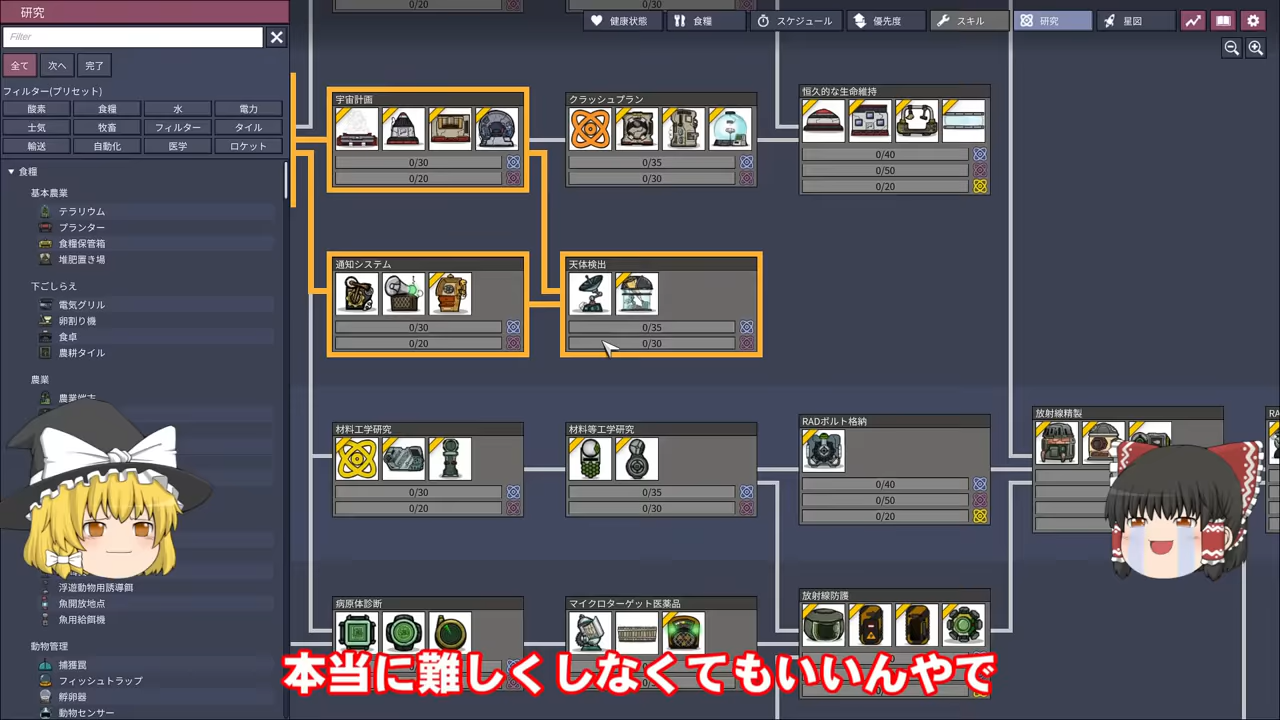 研究
健康状態
食糧
スケジュール
優先度
スキル
研究
星図
Filter
全て
次へ
完了
フィルター(プリセット)
酸素
食糧
水
電力
士気
牧畜
フィルター
タイル
輸送
自動化
医学
ロケット
食糧
基本農業
テラリウム
プランター
食糧保管箱
堆肥置き場
下ごしらえ
電気グリル
卵割り機
食卓
農耕タイル
農業
浮遊動物用誘導餌
魚開放地点
魚用給餌機
動物管理
捕獲罠
フィッシュトラップ
孵卵器
動物センサー
0/20
0/30
宇宙計画
0/30
0/20
クラッシュプラン
0/35
0/30
恒久的な生命維持
0/40
0/50
0/20
通知システム
0/30
0/20
天体検出
0/35
0/30
材料工学研究
0/30
0/20
材料等工学研究
0/35
0/30
RADボルト格納
0/40
0/50
0/20
放射線精製
病原体診断
マイクロターゲット医薬品
放射線防護
本当に難しくしなくてもいいんやで